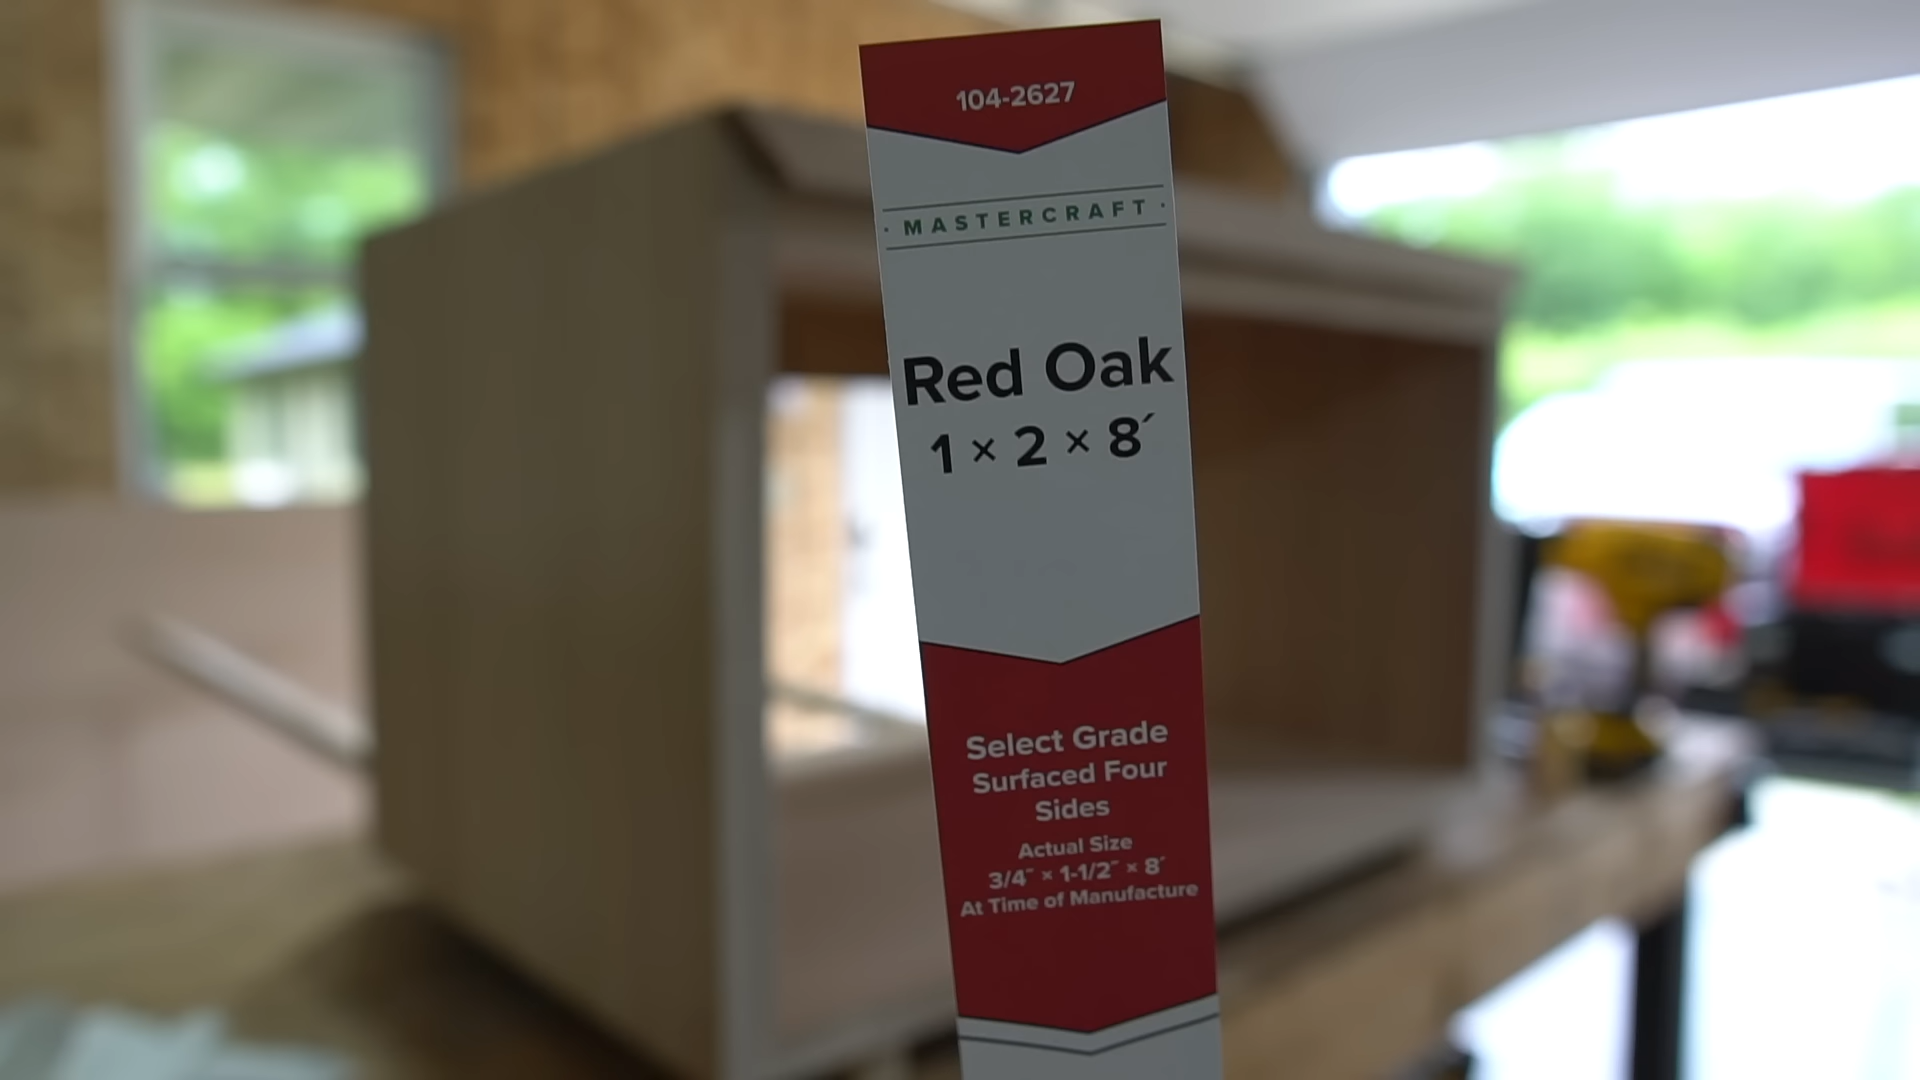 104-2627
· MASTERCRAFT ·
Red Oak
1 × 2 × 8´
Select Grade
Surfaced Four
Sides
Actual Size
3/4˝ × 1-1/2˝ × 8´
At Time of Manufacture